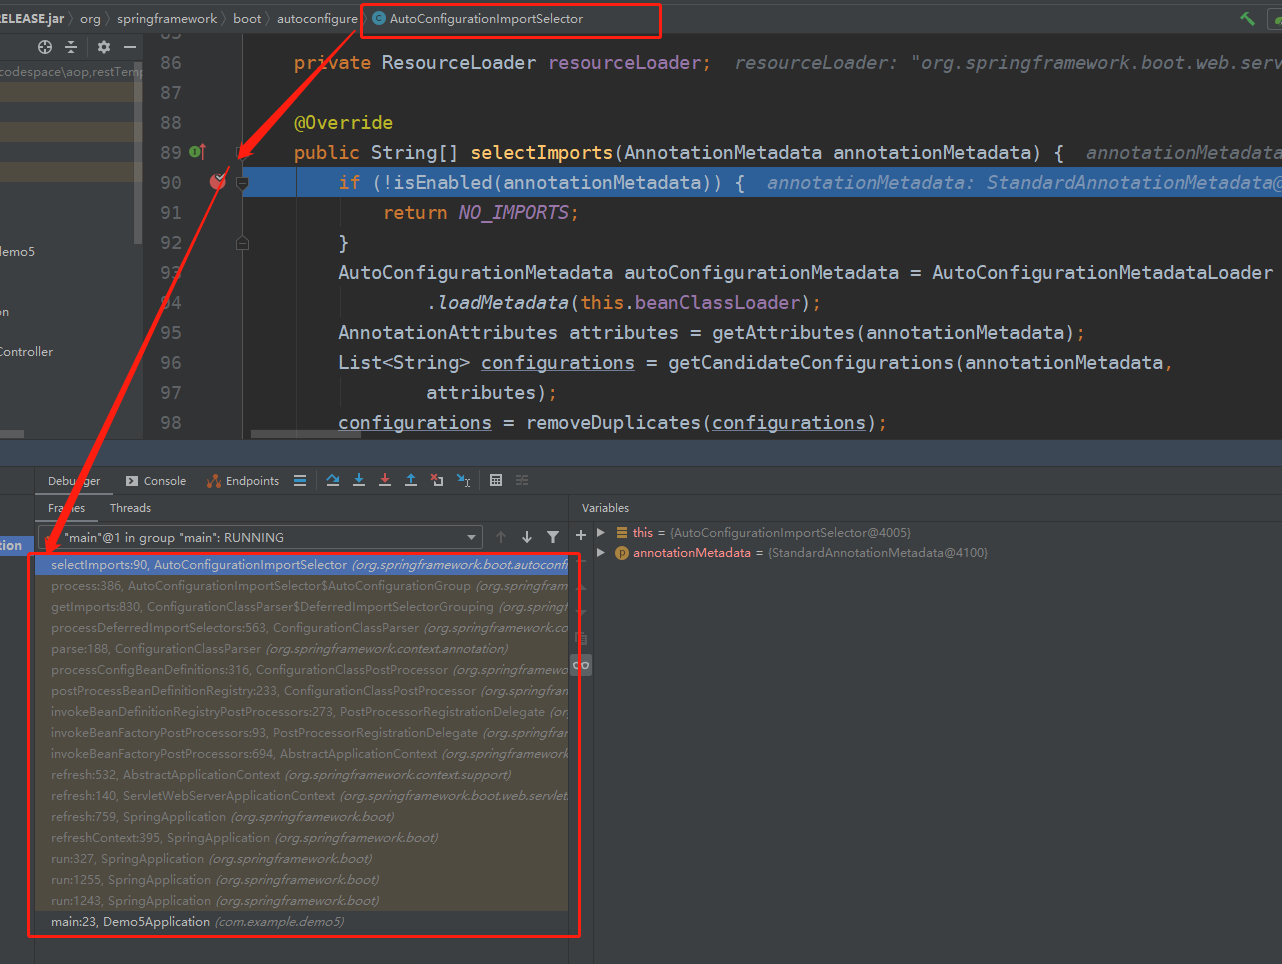 RELEASE.jar › org › springframework › boot › autoconfigure › C AutoConfigurationImportSelector
codespace\aop,restTemp
demo5
on
Controller
tion
86 private ResourceLoader resourceLoader; resourceLoader: "org.springframework.boot.web.serv
87
88 @Override
89 public String[] selectImports(AnnotationMetadata annotationMetadata) { annotationMetadata
90 if (!isEnabled(annotationMetadata)) { annotationMetadata: StandardAnnotationMetadata@
91 return NO_IMPORTS;
92 }
93 AutoConfigurationMetadata autoConfigurationMetadata = AutoConfigurationMetadataLoader
94 .loadMetadata(this.beanClassLoader);
95 AnnotationAttributes attributes = getAttributes(annotationMetadata);
96 List<String> configurations = getCandidateConfigurations(annotationMetadata,
97 attributes);
98 configurations = removeDuplicates(configurations);
Debugger Console Endpoints
Frames Threads
"main"@1 in group "main": RUNNING
selectImports:90, AutoConfigurationImportSelector (org.springframework.boot.autoconfi
process:386, AutoConfigurationImportSelector$AutoConfigurationGroup (org.springfram
getImports:830, ConfigurationClassParser$DeferredImportSelectorGrouping (org.springf
processDeferredImportSelectors:563, ConfigurationClassParser (org.springframework.co
parse:188, ConfigurationClassParser (org.springframework.context.annotation)
processConfigBeanDefinitions:316, ConfigurationClassPostProcessor (org.springframewo
postProcessBeanDefinitionRegistry:233, ConfigurationClassPostProcessor (org.springfran
invokeBeanDefinitionRegistryPostProcessors:273, PostProcessorRegistrationDelegate (or
invokeBeanFactoryPostProcessors:93, PostProcessorRegistrationDelegate (org.springfra
invokeBeanFactoryPostProcessors:694, AbstractApplicationContext (org.springframework
refresh:532, AbstractApplicationContext (org.springframework.context.support)
refresh:140, ServletWebServerApplicationContext (org.springframework.boot.web.servlet.
refresh:759, SpringApplication (org.springframework.boot)
refreshContext:395, SpringApplication (org.springframework.boot)
run:327, SpringApplication (org.springframework.boot)
run:1255, SpringApplication (org.springframework.boot)
run:1243, SpringApplication (org.springframework.boot)
main:23, Demo5Application (com.example.demo5)
Variables
this = {AutoConfigurationImportSelector@4005}
p annotationMetadata = {StandardAnnotationMetadata@4100}